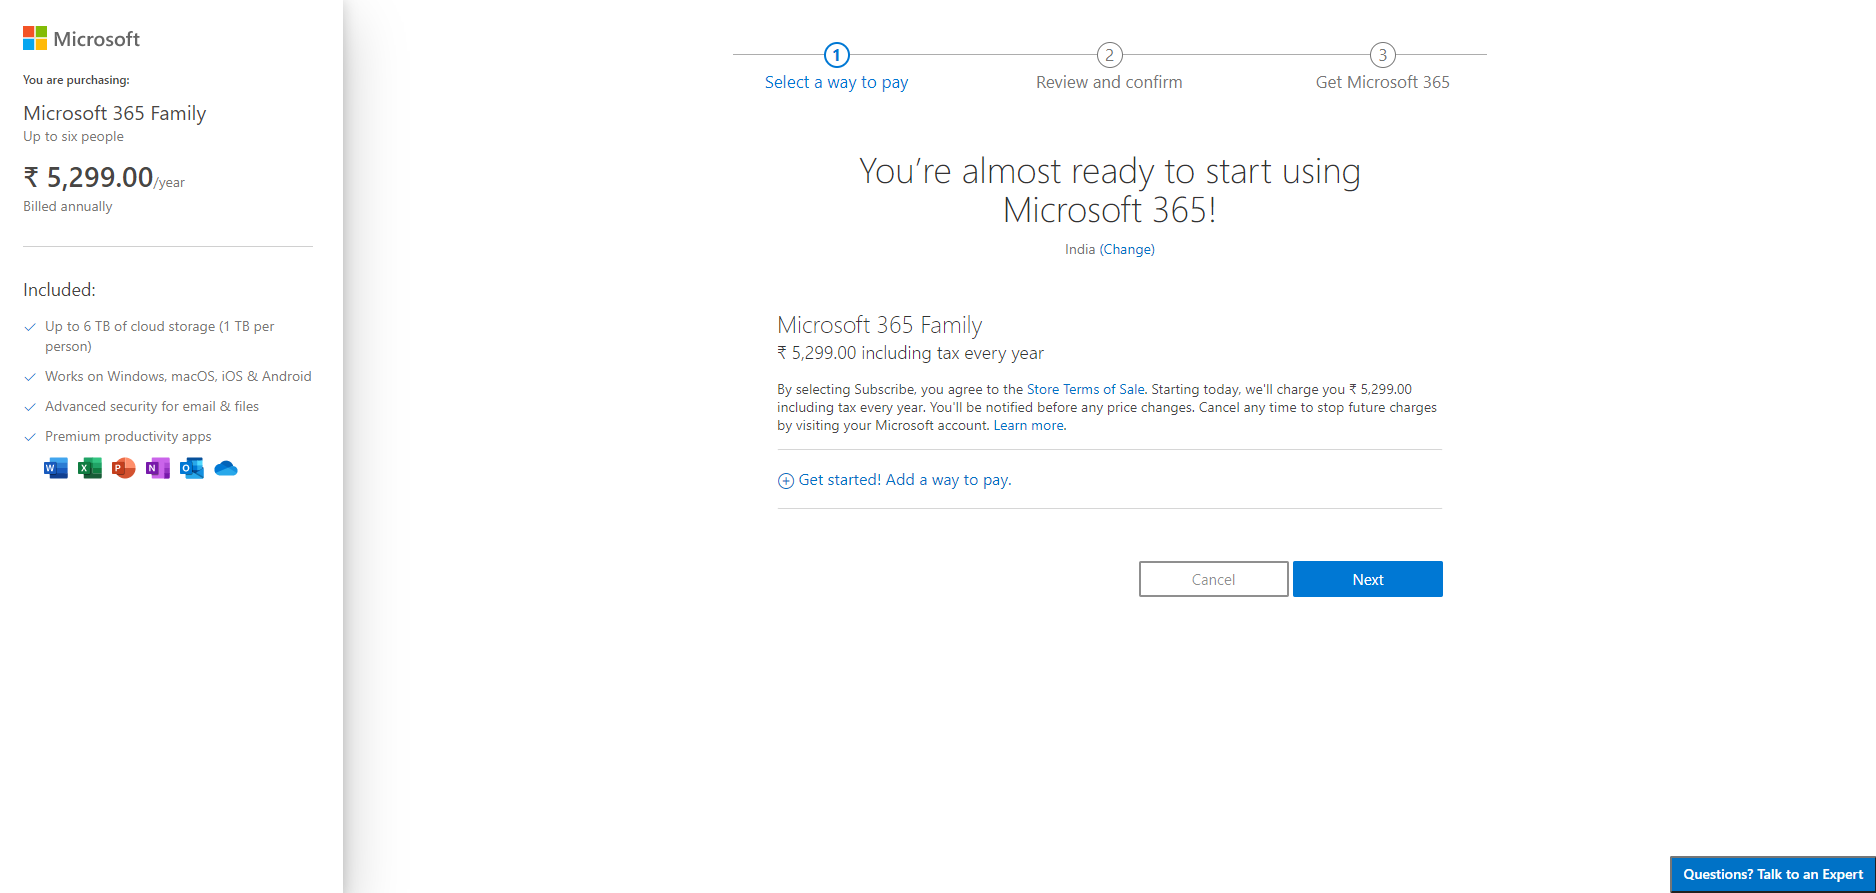 Microsoft
You are purchasing:
Microsoft 365 Family
Up to six people
₹ 5,299.00/year
Billed annually
Included:
Up to 6 TB of cloud storage (1 TB per
person)
Works on Windows, macOS, iOS & Android
Advanced security for email & files
Premium productivity apps
W X P N O
1 2 3
Select a way to pay Review and confirm Get Microsoft 365
You’re almost ready to start using
Microsoft 365!
India (Change)
Microsoft 365 Family
₹ 5,299.00 including tax every year
By selecting Subscribe, you agree to the Store Terms of Sale. Starting today, we'll charge you ₹ 5,299.00
including tax every year. You'll be notified before any price changes. Cancel any time to stop future charges
by visiting your Microsoft account. Learn more.
Get started! Add a way to pay.
Cancel Next
Questions? Talk to an Expert